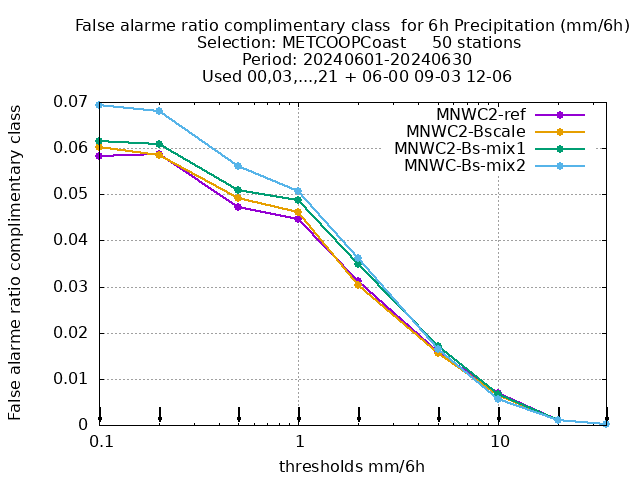 False alarme ratio complimentary class  for 6h Precipitation (mm/6h)
Selection: METCOOPCoast     50 stations
Period: 20240601-20240630
Used 00,03,...,21 + 06-00 09-03 12-06
False alarme ratio complimentary class
0.07
0.06
0.05
0.04
0.03
0.02
0.01
0
MNWC2-ref
MNWC2-Bscale
MNWC2-Bs-mix1
MNWC-Bs-mix2
0.1 1 10
thresholds mm/6h